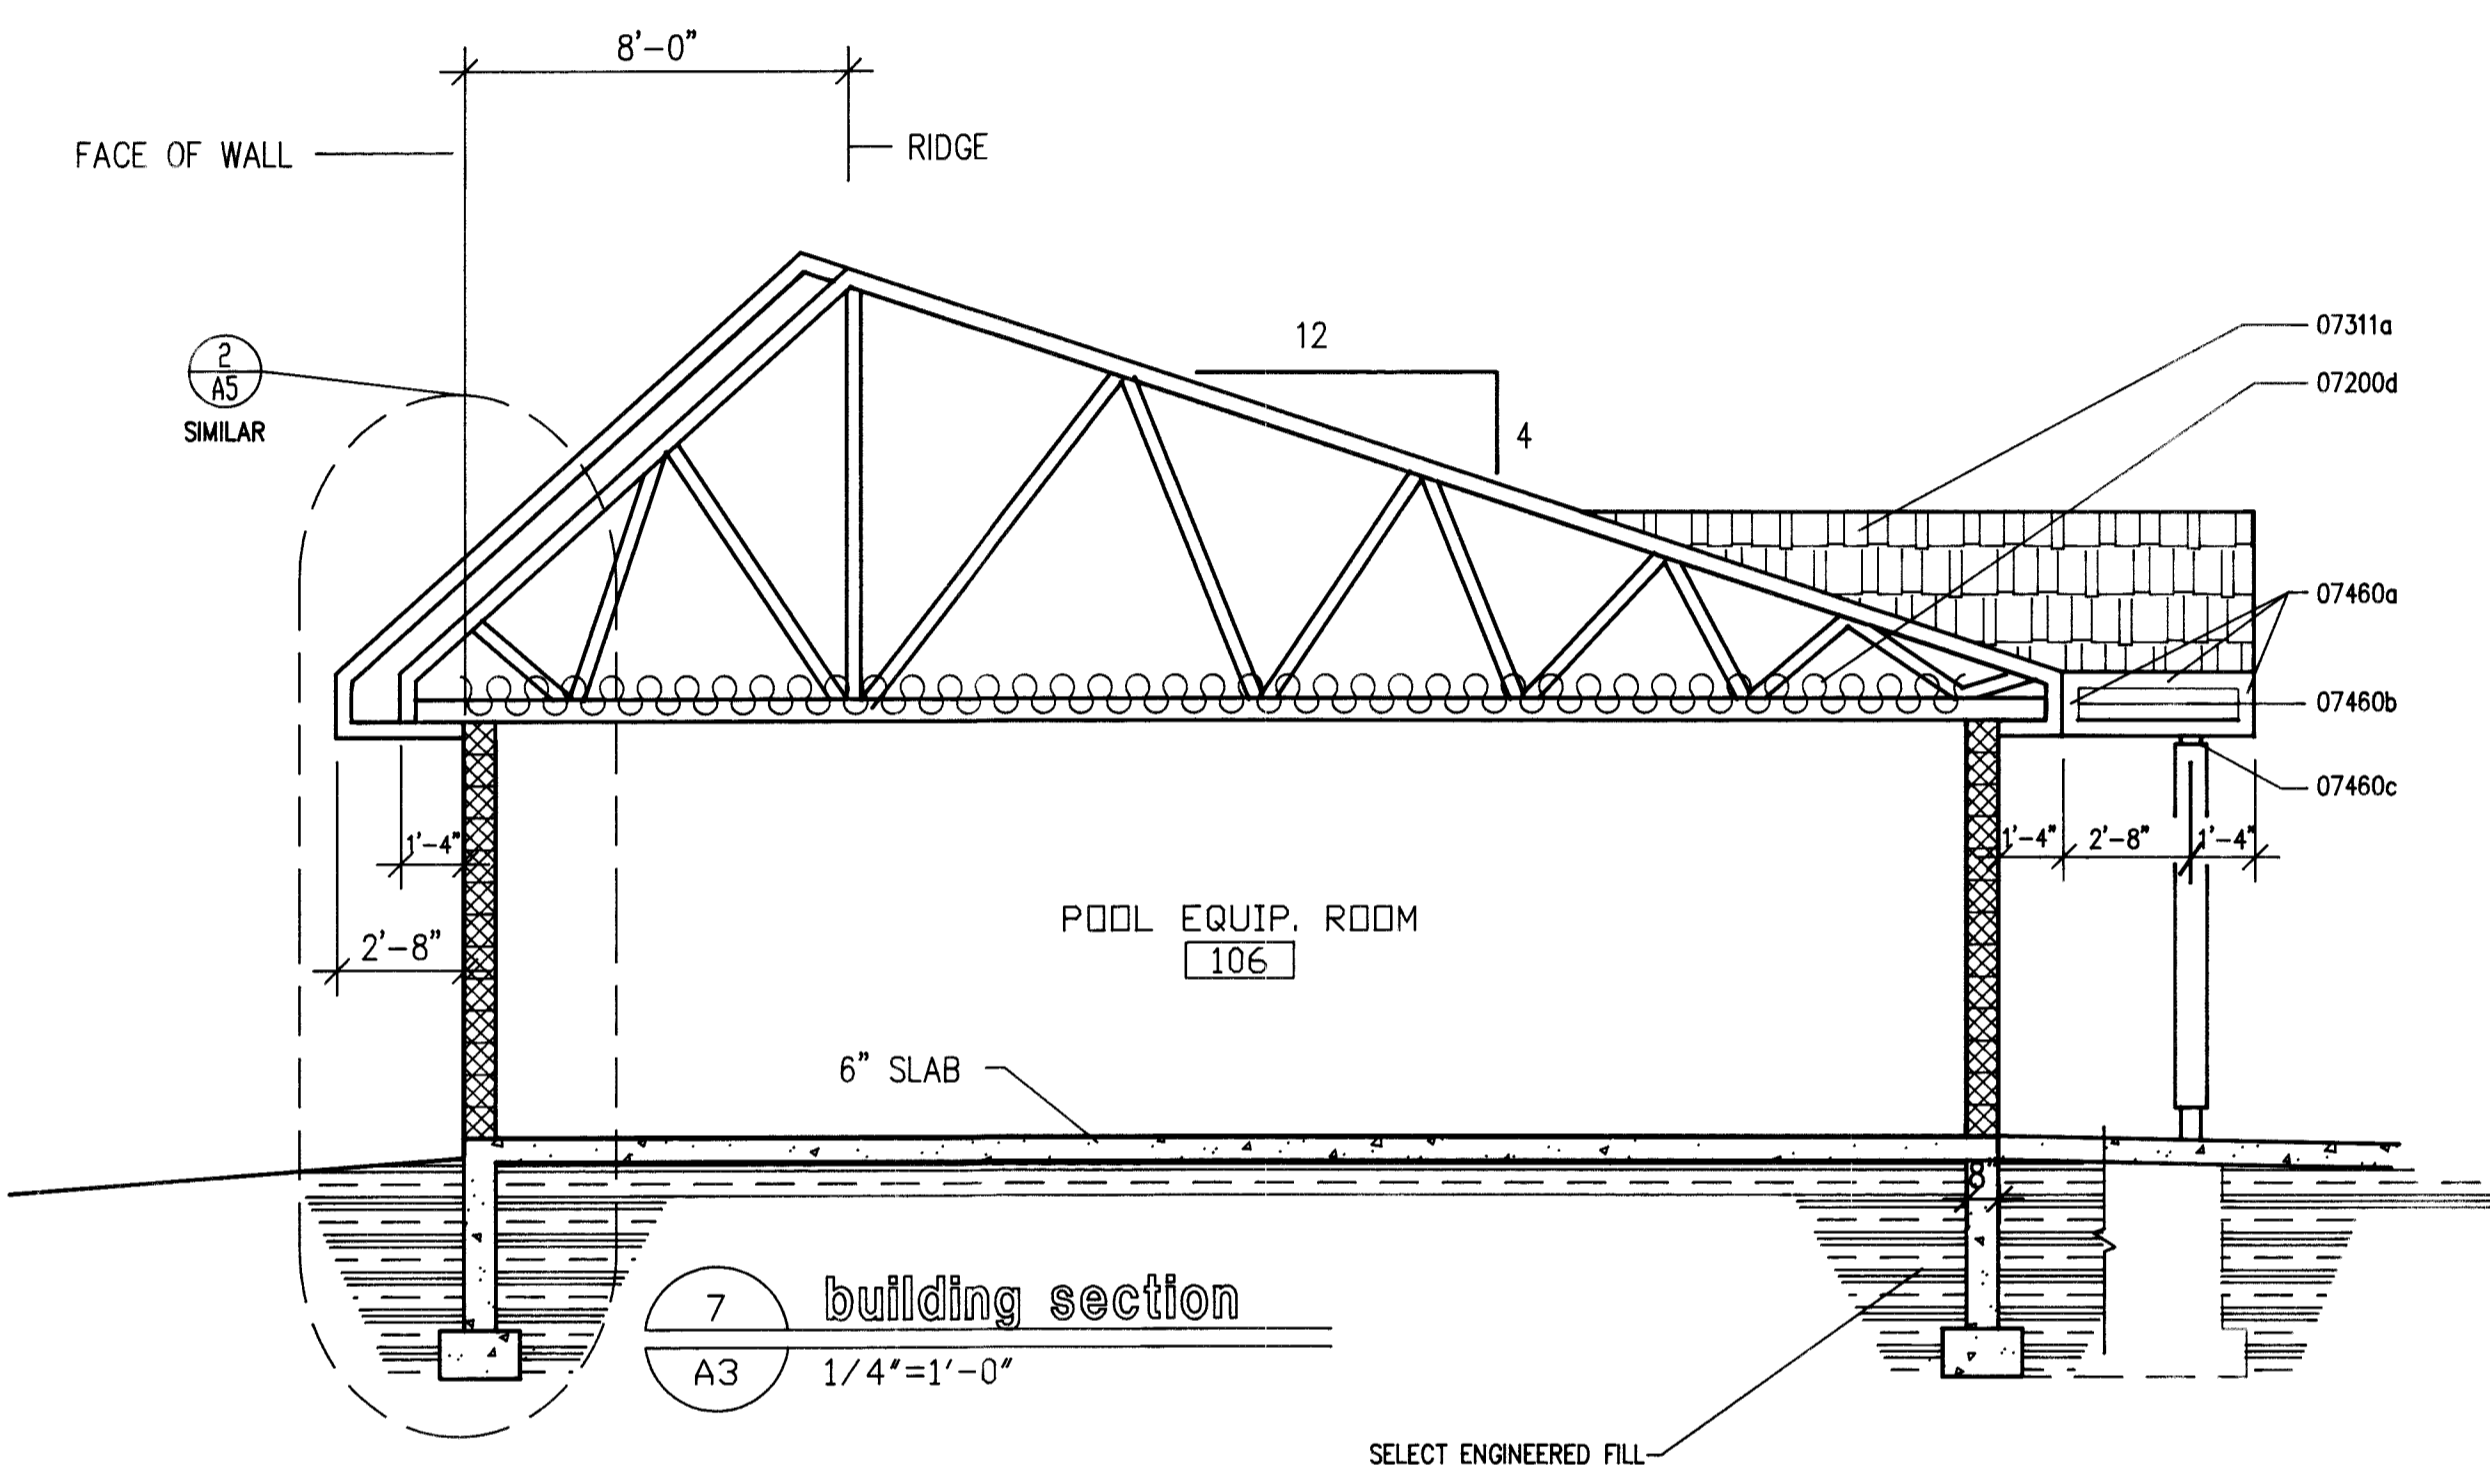 8'-0"
FACE OF WALL
RIDGE
2
A5
SIMILAR
12
4
07311a
07200d
07460a
07460b
07460c
1'-4"
2'-8"
1'-4"
2'-8"
1'-4"
POOL EQUIP. ROOM
106
6" SLAB
8"
7
building section
A3
1/4"=1'-0"
SELECT ENGINEERED FILL